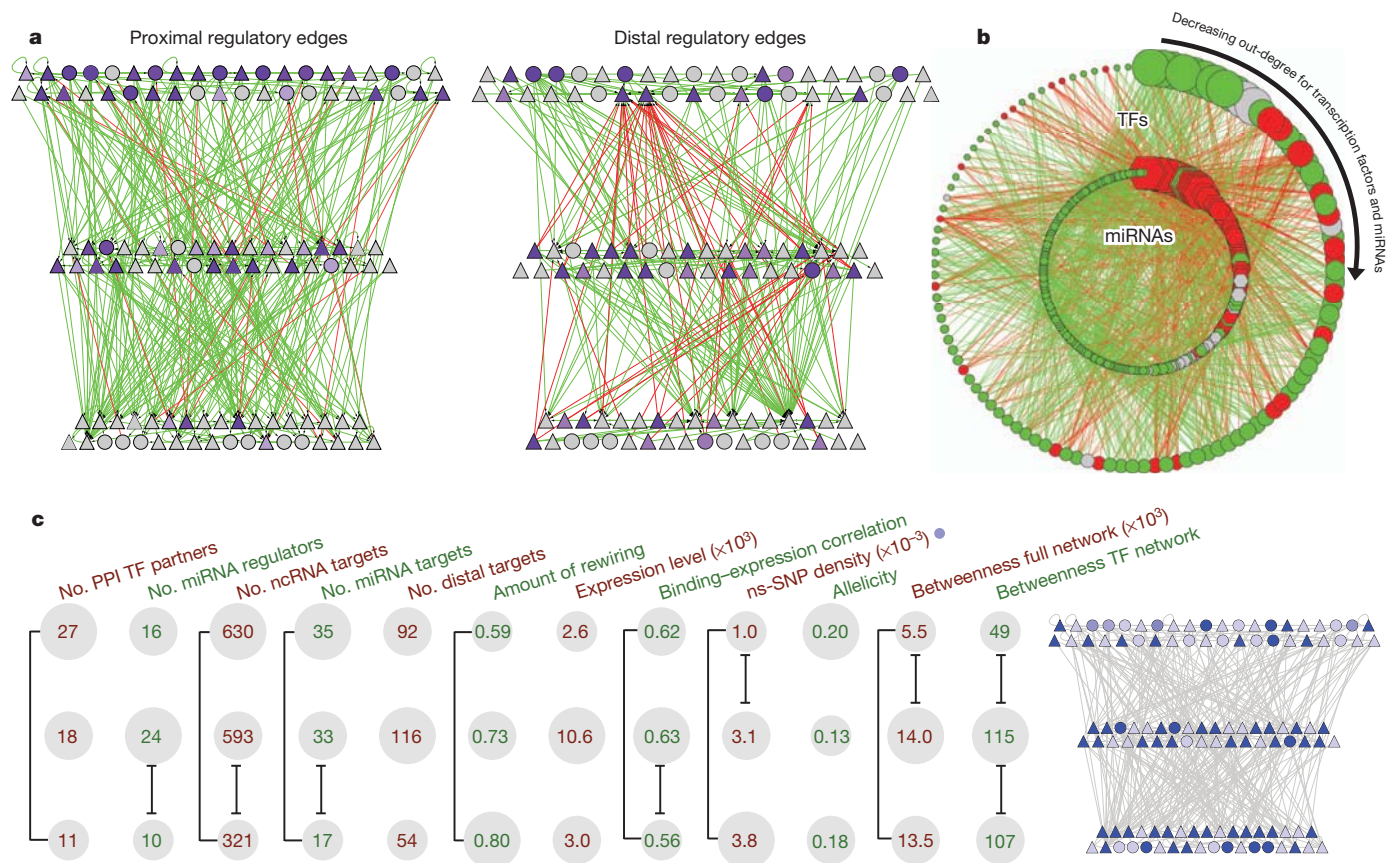 a
Proximal regulatory edges
Distal regulatory edges
b
Decreasing out-degree for transcription factors and miRNAs
TFs
miRNAs
c
No. PPI TF partners
No. miRNA regulators
No. ncRNA targets
No. miRNA targets
No. distal targets
Amount of rewiring
Expression level (×10³)
Binding–expression correlation
ns-SNP density (×10⁻³)
Allelicity
Betweenness full network (×10³)
Betweenness TF network
27 16 630 35 92 0.59 2.6 0.62 1.0 0.20 5.5 49
18 24 593 33 116 0.73 10.6 0.63 3.1 0.13 14.0 115
11 10 321 17 54 0.80 3.0 0.56 3.8 0.18 13.5 107